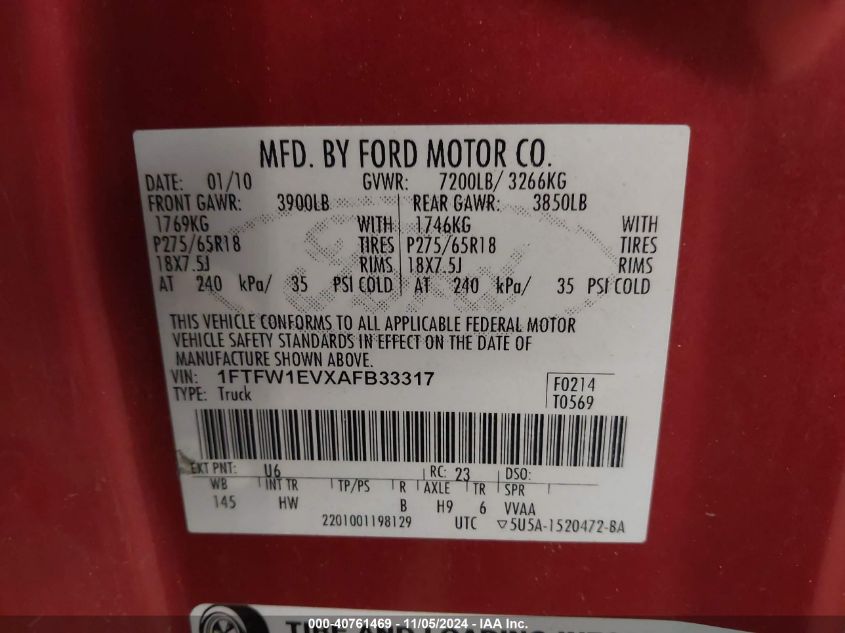 MFD. BY FORD MOTOR CO.
DATE: 01/10 GVWR: 7200LB/ 3266KG
FRONT GAWR: 3900LB REAR GAWR: 3850LB
1769KG WITH 1746KG WITH
P275/65R18 TIRES P275/65R18 TIRES
18X7.5J RIMS 18X7.5J RIMS
AT 240 kPa/ 35 PSI COLD AT 240 kPa/ 35 PSI COLD
THIS VEHICLE CONFORMS TO ALL APPLICABLE FEDERAL MOTOR
VEHICLE SAFETY STANDARDS IN EFFECT ON THE DATE OF
MANUFACTURE SHOWN ABOVE.
VIN: 1FTFW1EVXAFB33317 F0214
TYPE: Truck T0569
EXT PNT: U6 RC: 23 DSO:
WB INT TR TP/PS R AXLE TR SPR
145 HW B H9 6 VVAA
2201001198129 UTC ▽5U5A-1520472-BA
000-40761469 - 11/05/2024 - IAA Inc.